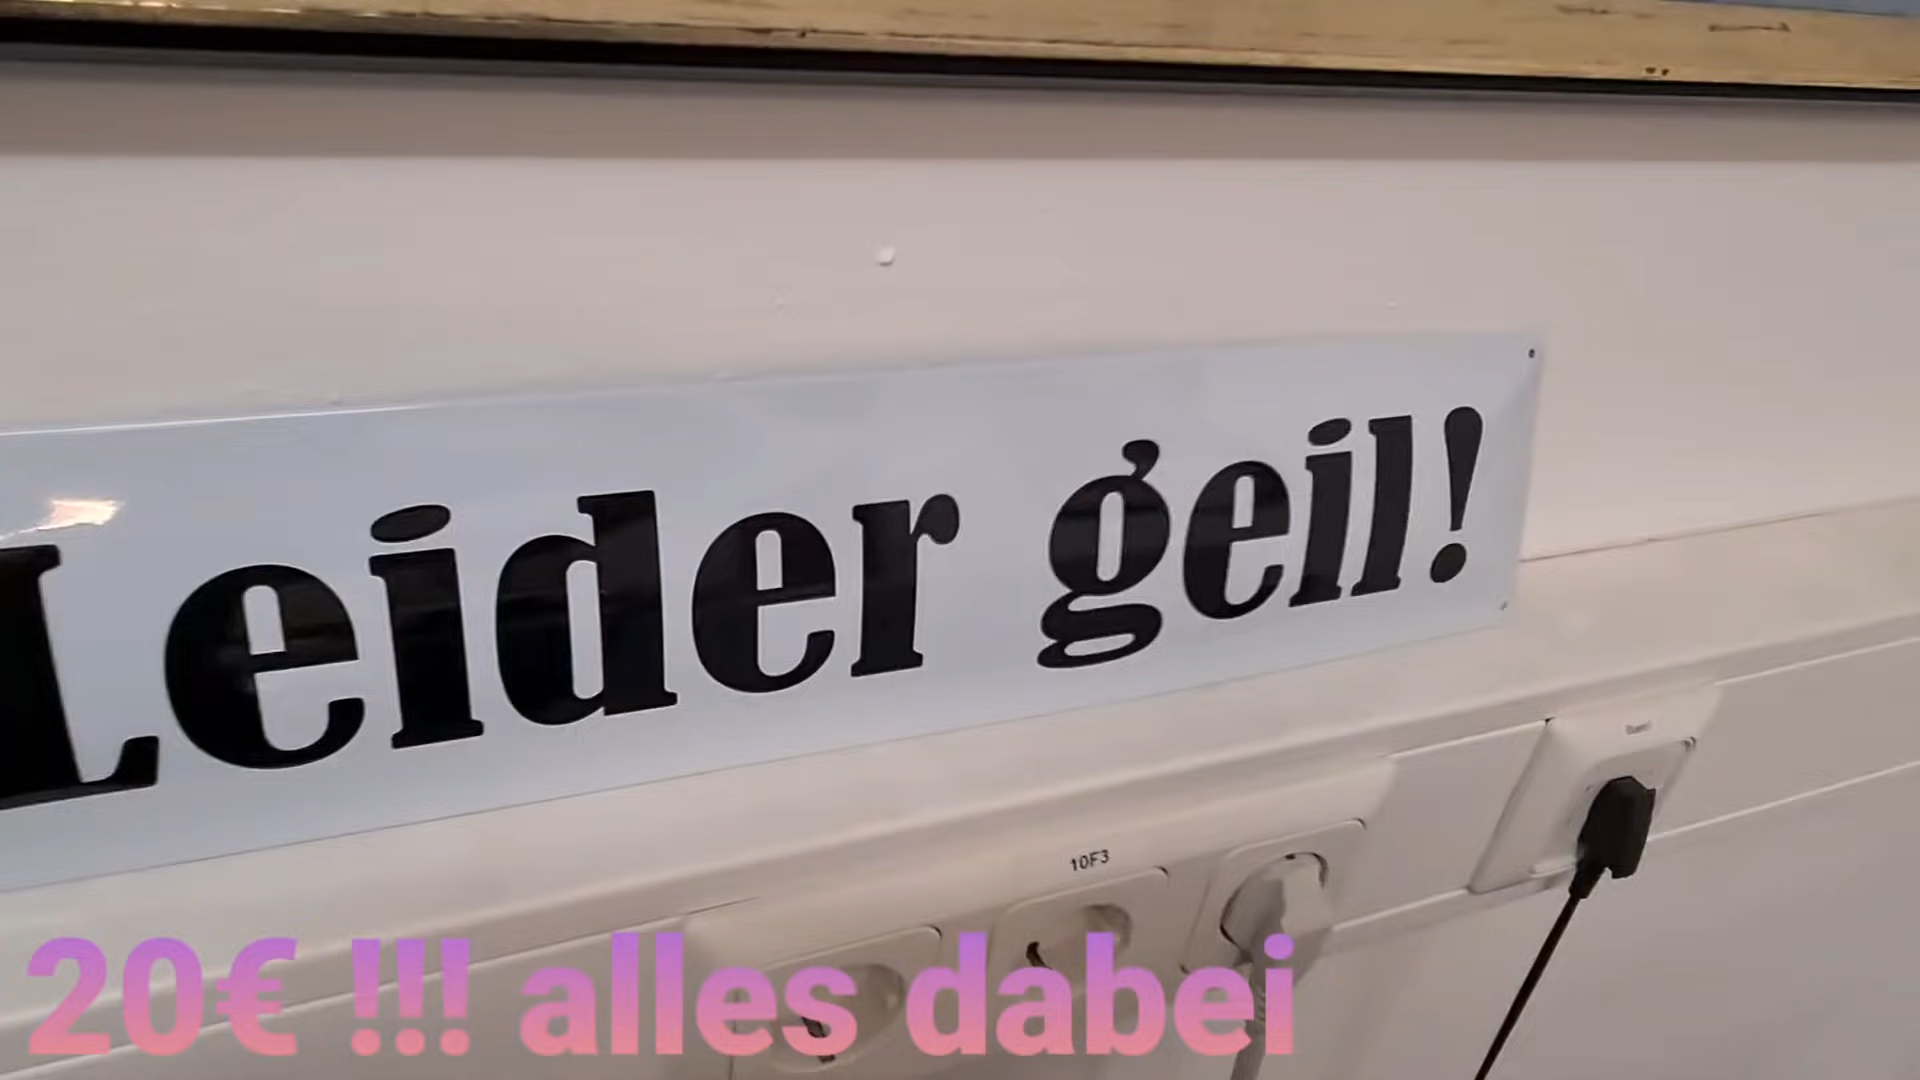 Leider geil!
10F3
20€ !!! alles dabei